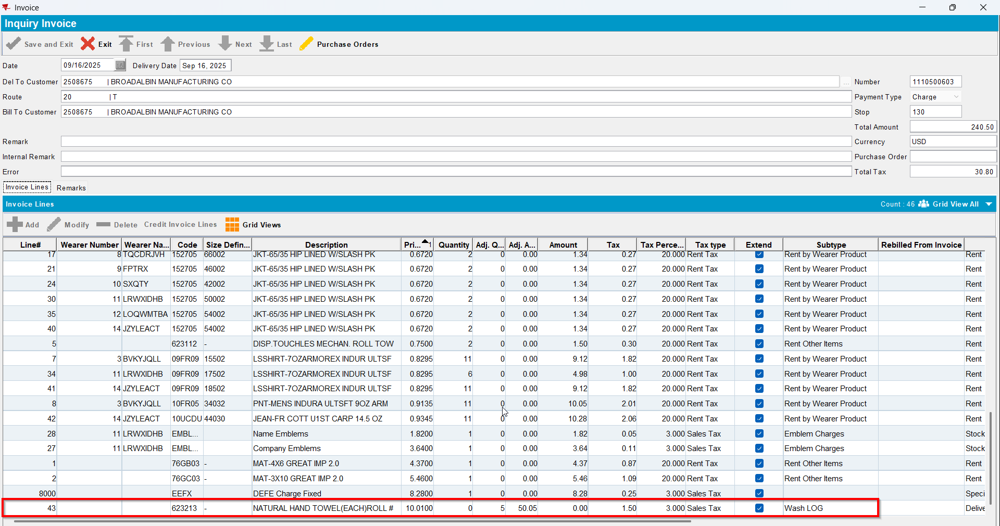 Invoice
Inquiry Invoice
Save and Exit Exit First Previous Next Last Purchase Orders
Date 09/16/2025 Delivery Date Sep 16, 2025
Del To Customer 2508675 | BROADALBIN MANUFACTURING CO ... Number 1110500603
Route 20 | T Payment Type Charge
Bill To Customer 2508675 | BROADALBIN MANUFACTURING CO Stop 130
Total Amount 240.50
Remark Currency USD
Internal Remark Purchase Order
Error Total Tax 30.80
Invoice Lines Remarks
Invoice Lines Count : 46 Grid View All
Add Modify Delete Credit Invoice Lines Grid Views
Line# Wearer Number Wearer Na... Code Size Defin... Description Pri... 1 Quantity Adj. Q... Adj. A... Amount Tax Tax Perce... Tax type Extend Subtype Rebilled From Invoice
17 8 TQCDRJVH 152705 66002 JKT-65/35 HIP LINED W/SLASH PK 0.6720 2 0 0.00 1.34 0.27 20.000 Rent Tax Rent by Wearer Product Rent
21 9 FPTRX 152705 46002 JKT-65/35 HIP LINED W/SLASH PK 0.6720 2 0 0.00 1.34 0.27 20.000 Rent Tax Rent by Wearer Product Rent
24 10 SXQTY 152705 42002 JKT-65/35 HIP LINED W/SLASH PK 0.6720 2 0 0.00 1.34 0.27 20.000 Rent Tax Rent by Wearer Product Rent
30 11 LRWXIDHB 152705 50002 JKT-65/35 HIP LINED W/SLASH PK 0.6720 2 0 0.00 1.34 0.27 20.000 Rent Tax Rent by Wearer Product Rent
35 12 LOQWMTBA 152705 54002 JKT-65/35 HIP LINED W/SLASH PK 0.6720 2 0 0.00 1.34 0.27 20.000 Rent Tax Rent by Wearer Product Rent
40 14 JZYLEACT 152705 54002 JKT-65/35 HIP LINED W/SLASH PK 0.6720 2 0 0.00 1.34 0.27 20.000 Rent Tax Rent by Wearer Product Rent
5 623112 - DISP.TOUCHLES MECHAN. ROLL TOW 0.7500 2 0 0.00 1.50 0.30 20.000 Rent Tax Rent Other Items Rent
7 3 BVKYJQLL 09FR09 15502 LSSHIRT-7OZARMOREX INDUR ULTSF 0.8295 11 0 0.00 9.12 1.82 20.000 Rent Tax Rent by Wearer Product Rent
34 11 LRWXIDHB 09FR09 17502 LSSHIRT-7OZARMOREX INDUR ULTSF 0.8295 6 0 0.00 4.98 1.00 20.000 Rent Tax Rent by Wearer Product Rent
41 14 JZYLEACT 09FR09 18502 LSSHIRT-7OZARMOREX INDUR ULTSF 0.8295 11 0 0.00 9.12 1.82 20.000 Rent Tax Rent by Wearer Product Rent
8 3 BVKYJQLL 10FR05 34032 PNT-MENS INDURA ULTSFT 9OZ ARM 0.9135 11 0 0.00 10.05 2.01 20.000 Rent Tax Rent by Wearer Product Rent
42 14 JZYLEACT 10UCDU 44030 JEAN-FR COTT U1ST CARP 14.5 OZ 0.9345 11 0 0.00 10.28 2.06 20.000 Rent Tax Rent by Wearer Product Rent
28 11 LRWXIDHB EMBL... Name Emblems 1.8200 1 0 0.00 1.82 0.05 3.000 Sales Tax Emblem Charges Stock
27 11 LRWXIDHB EMBL... Company Emblems 3.6400 1 0 0.00 3.64 0.11 3.000 Sales Tax Emblem Charges Stock
1 76GB03 - MAT-4X6 GREAT IMP 2.0 4.3700 1 0 0.00 4.37 0.87 20.000 Rent Tax Rent Other Items Rent
2 76GC03 - MAT-3X10 GREAT IMP 2.0 5.4600 1 0 0.00 5.46 1.09 20.000 Rent Tax Rent Other Items Rent
8000 EEFX DEFE Charge Fixed 8.2800 1 0 0.00 8.28 0.25 3.000 Sales Tax Speci
43 623213 - NATURAL HAND TOWEL(EACH)ROLL # 10.0100 0 5 50.05 0.00 1.50 3.000 Sales Tax Wash LOG Delive